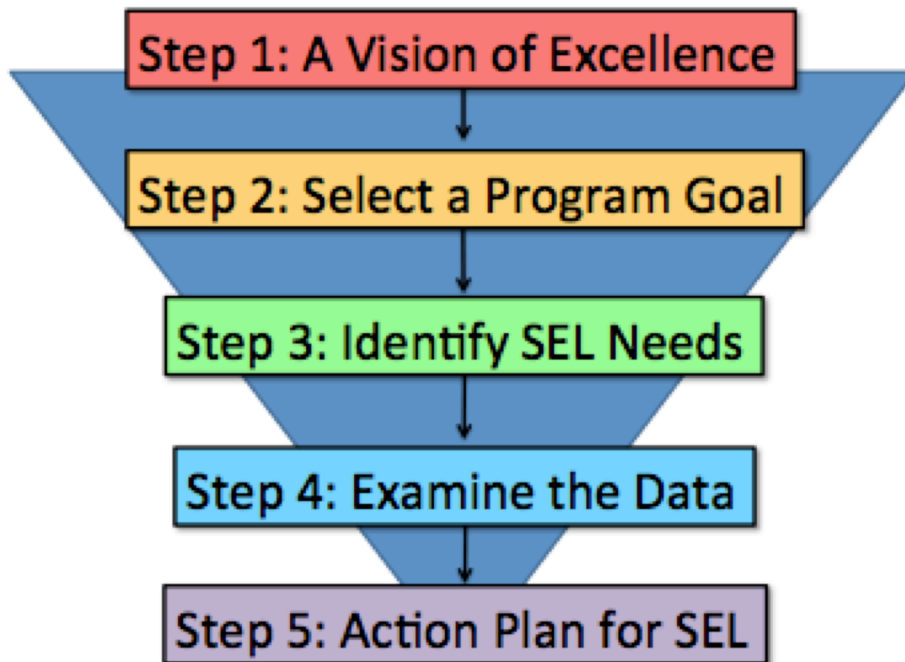 Step 1: A Vision of Excellence
Step 2: Select a Program Goal
Step 3: Identify SEL Needs
Step 4: Examine the Data
Step 5: Action Plan for SEL